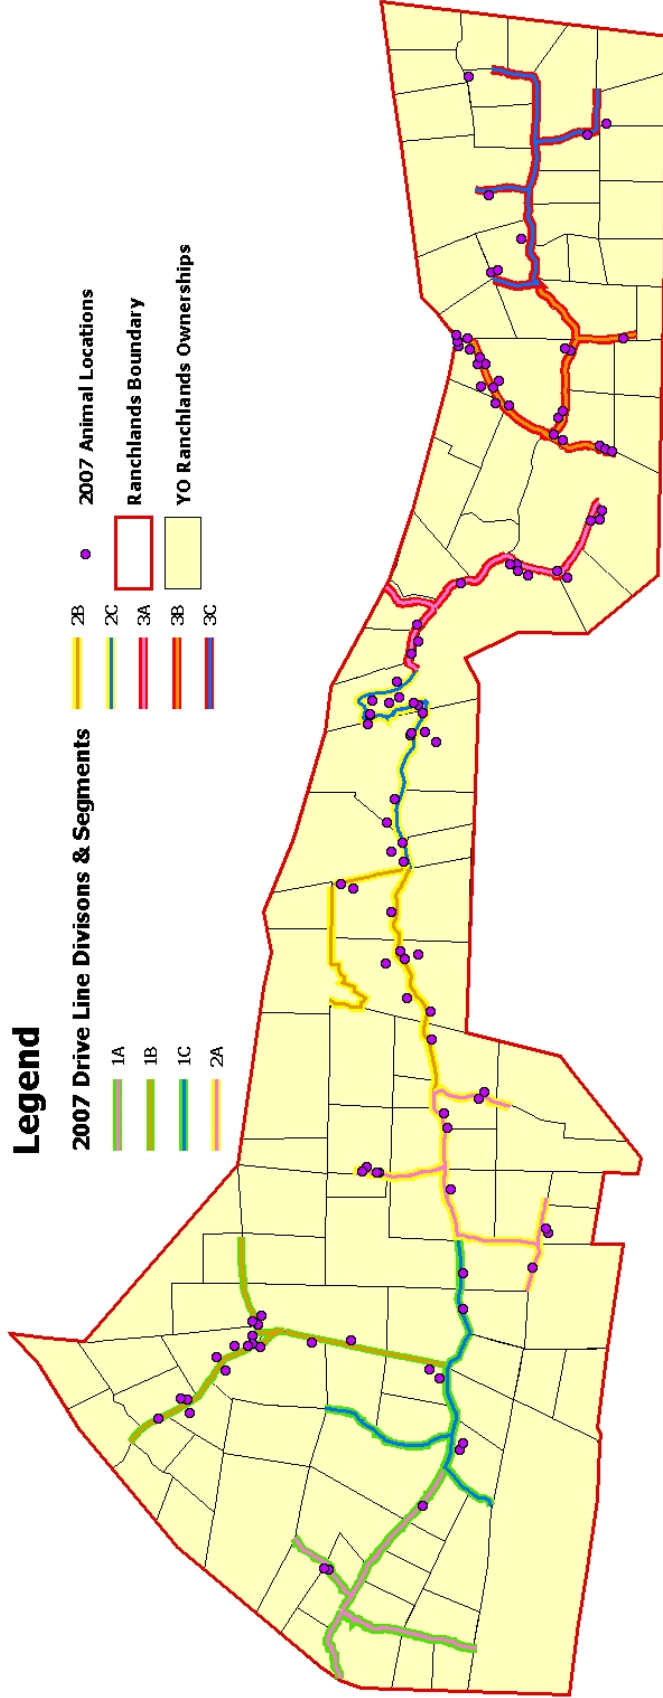 Legend
2007 Drive Line Divisons & Segments
1A
1B
1C
2A
2B
2C
3A
3B
3C
2007 Animal Locations
Ranchlands Boundary
YO Ranchlands Ownerships